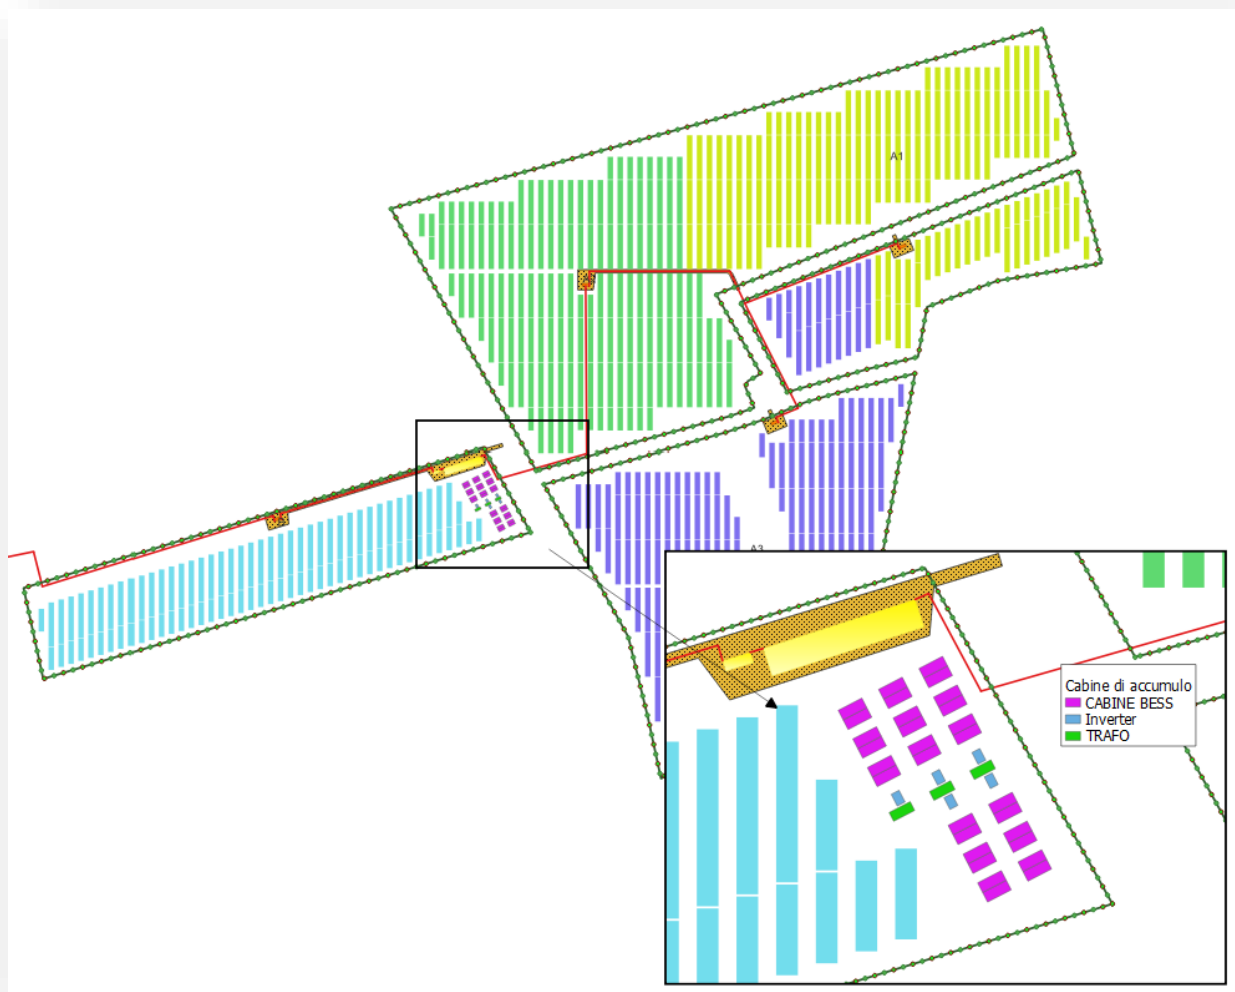 A1
A3
Cabine di accumulo
CABINE BESS
Inverter
TRAFO